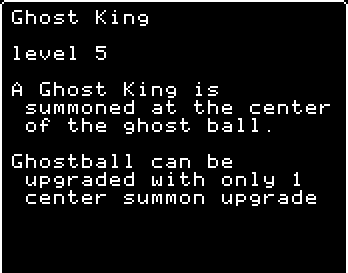 Ghost King
level 5
A Ghost King is
summoned at the center
of the ghost ball.
Ghostball can be
upgraded with only 1
center summon upgrade